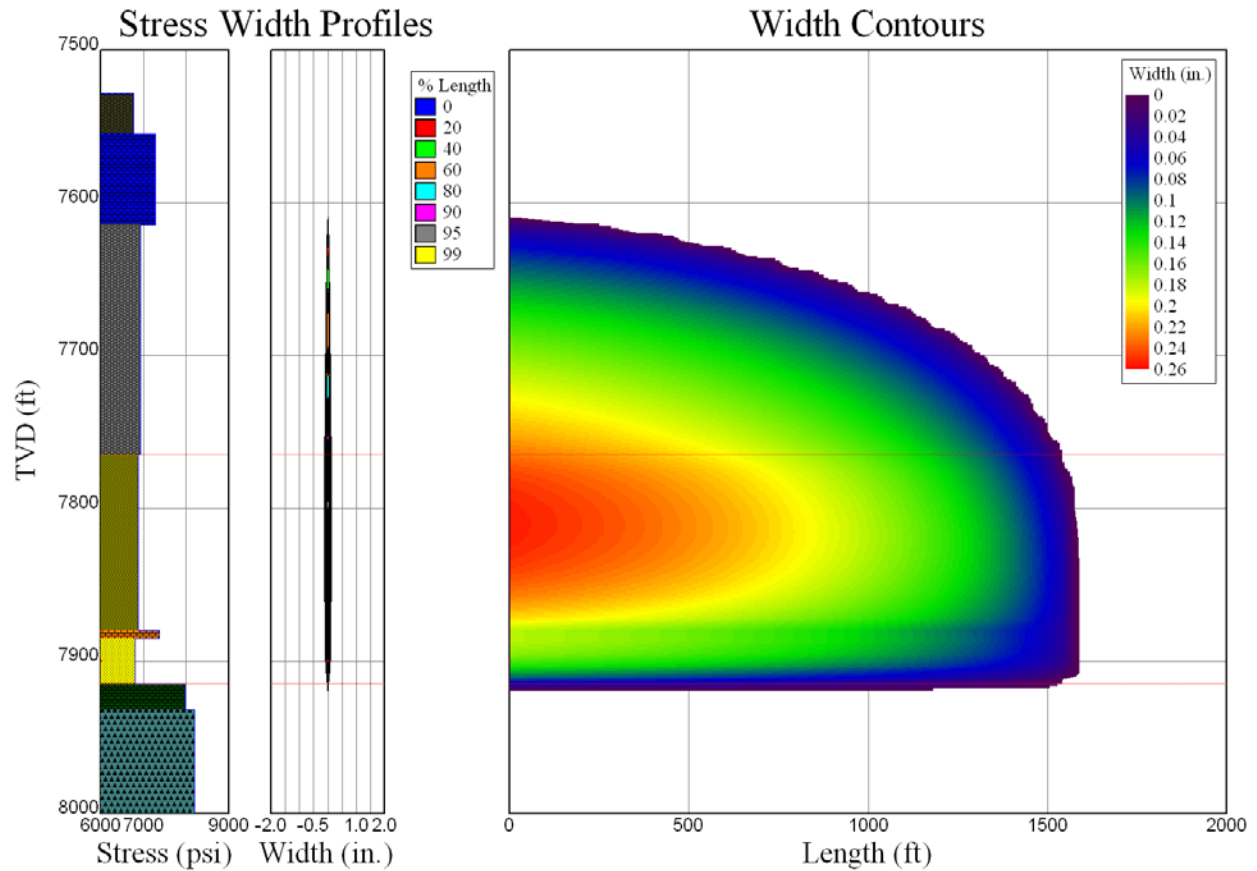 Stress Width Profiles
Width Contours
TVD (ft)
7500
7600
7700
7800
7900
8000
6000 7000 9000
Stress (psi)
-2.0 -0.5 1.0 2.0
Width (in.)
% Length
0
20
40
60
80
90
95
99
Width (in.)
0
0.02
0.04
0.06
0.08
0.1
0.12
0.14
0.16
0.18
0.2
0.22
0.24
0.26
0 500 1000 1500 2000
Length (ft)